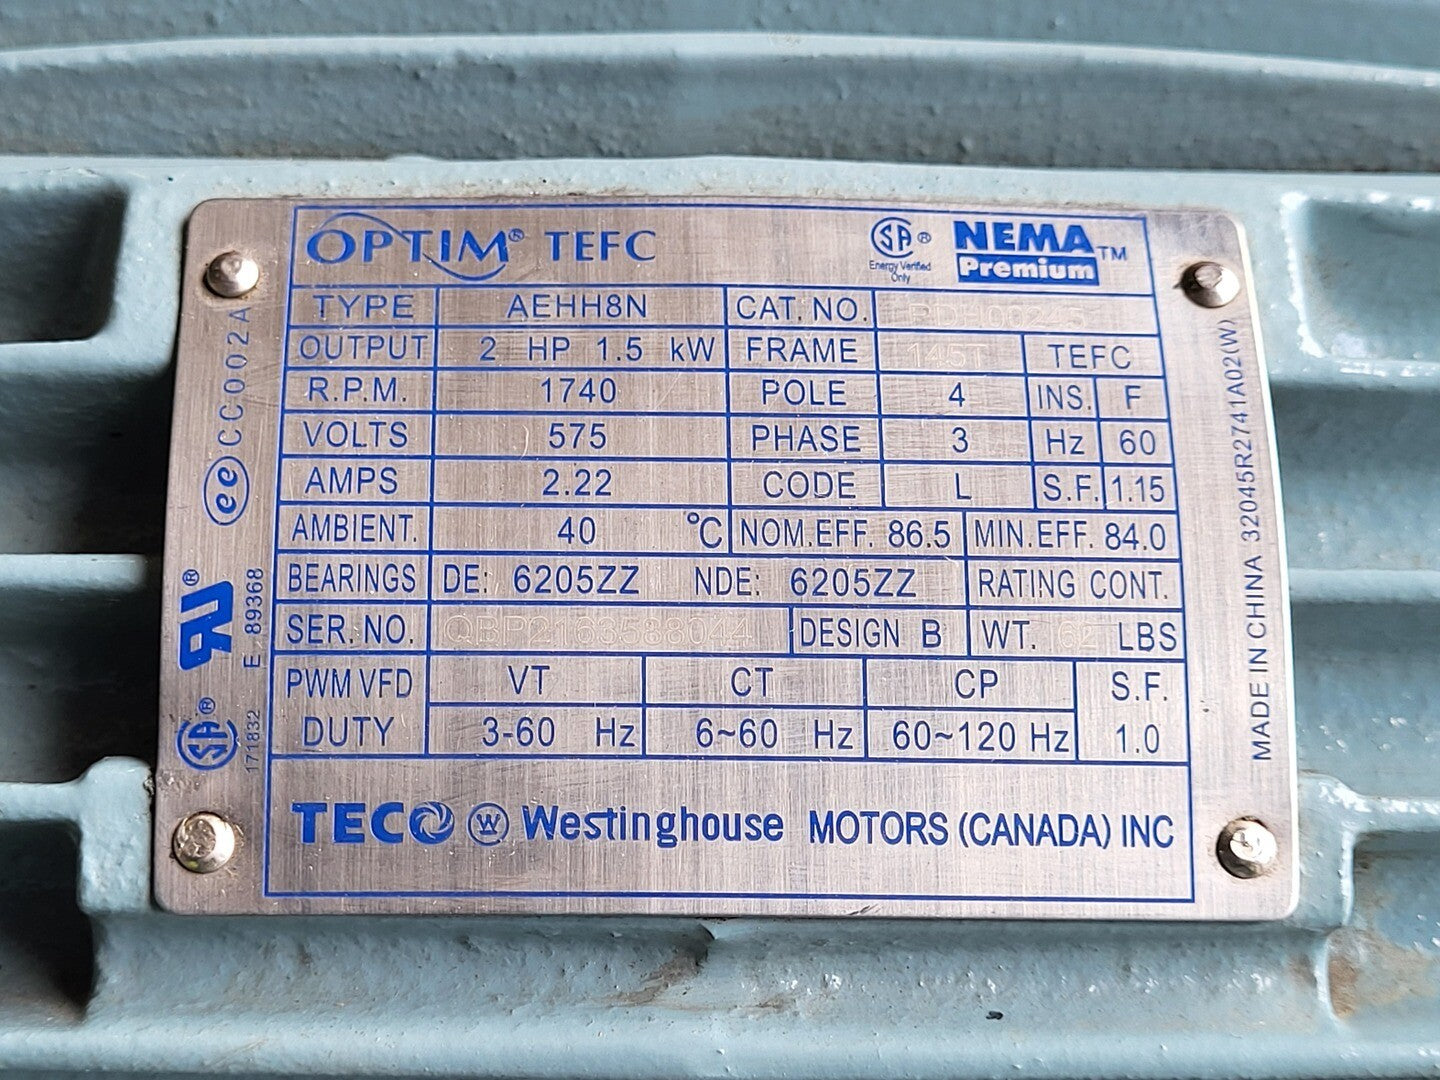 OPTIM® TEFC SA® Energy Verified Only NEMA Premium™
TYPE AEHH8N CAT. NO.
OUTPUT 2 HP 1.5 kW FRAME 145T TEFC
R.P.M. 1740 POLE 4 INS. F
VOLTS 575 PHASE 3 Hz 60
AMPS 2.22 CODE L S.F. 1.15
AMBIENT. 40 °C NOM.EFF. 86.5 MIN.EFF. 84.0
BEARINGS DE: 6205ZZ NDE: 6205ZZ RATING CONT.
SER. NO. DESIGN B WT. 62 LBS
PWM VFD VT CT CP S.F.
DUTY 3-60 Hz 6~60 Hz 60~120 Hz 1.0
TECO W Westinghouse MOTORS (CANADA) INC
ee CC002A
RU® E 89368
SA® 171832
MADE IN CHINA 32045R2741A02(W)